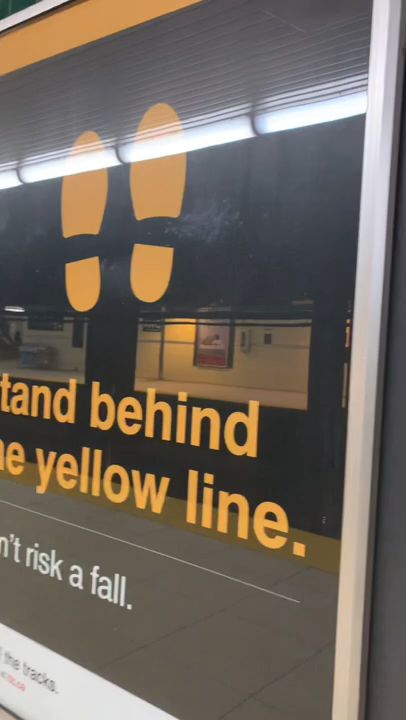 tand behind
e yellow line.
n't risk a fall.
the tracks.